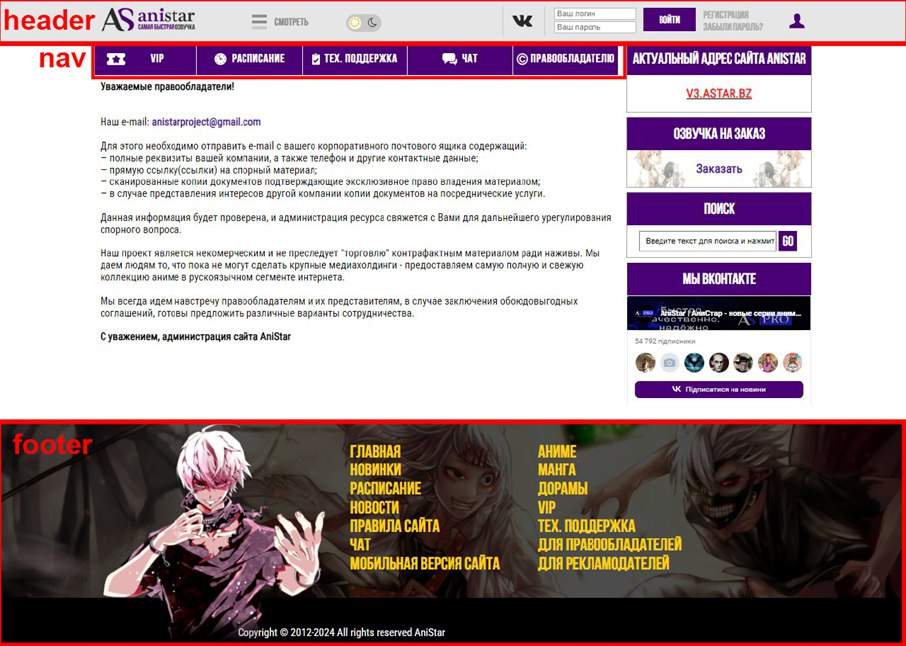 header
anistar
САМАЯ БЫСТРАЯ ОЗВУЧКА
СМОТРЕТЬ
Ваш логин
Ваш пароль
ВОЙТИ
РЕГИСТРАЦИЯ
ЗАБЫЛИ ПАРОЛЬ?
nav
VIP
РАСПИСАНИЕ
ТЕХ. ПОДДЕРЖКА
ЧАТ
ПРАВООБЛАДАТЕЛЮ
Уважаемые правообладатели!
Наш e-mail: anistarproject@gmail.com
Для этого необходимо отправить e-mail с вашего корпоративного почтового ящика содержащий:
– полные реквизиты вашей компании, а также телефон и другие контактные данные;
– прямую ссылку(ссылки) на спорный материал;
– сканированные копии документов подтверждающие эксклюзивное право владения материалом;
– в случае представления интересов другой компании копии документов на посреднические услуги.
Данная информация будет проверена, и администрация ресурса свяжется с Вами для дальнейшего урегулирования
спорного вопроса.
Наш проект является некомерческим и не преследует "торговлю" контрафактным материалом ради наживы. Мы
даем людям то, что пока не могут сделать крупные медиахолдинги - предоставляем самую полную и свежую
коллекцию аниме в рускоязычном сегменте интернета.
Мы всегда идем навстречу правообладателям и их представителям, в случае заключения обоюдовыгодных
соглашений, готовы предложить различные варианты сотрудничества.
С уважением, администрация сайта AniStar
АКТУАЛЬНЫЙ АДРЕС САЙТА ANISTAR
V3.ASTAR.BZ
ОЗВУЧКА НА ЗАКАЗ
Заказать
ПОИСК
Введите текст для поиска и нажмит
GO
МЫ ВКОНТАКТЕ
AniStar / АниСтар - новые серии аним...
54 792 підписники
Підписатися на новини
footer
ГЛАВНАЯ
НОВИНКИ
РАСПИСАНИЕ
НОВОСТИ
ПРАВИЛА САЙТА
ЧАТ
МОБИЛЬНАЯ ВЕРСИЯ САЙТА
АНИМЕ
МАНГА
ДОРАМЫ
VIP
ТЕХ. ПОДДЕРЖКА
ДЛЯ ПРАВООБЛАДАТЕЛЕЙ
ДЛЯ РЕКЛАМОДАТЕЛЕЙ
Copyright © 2012-2024 All rights reserved AniStar